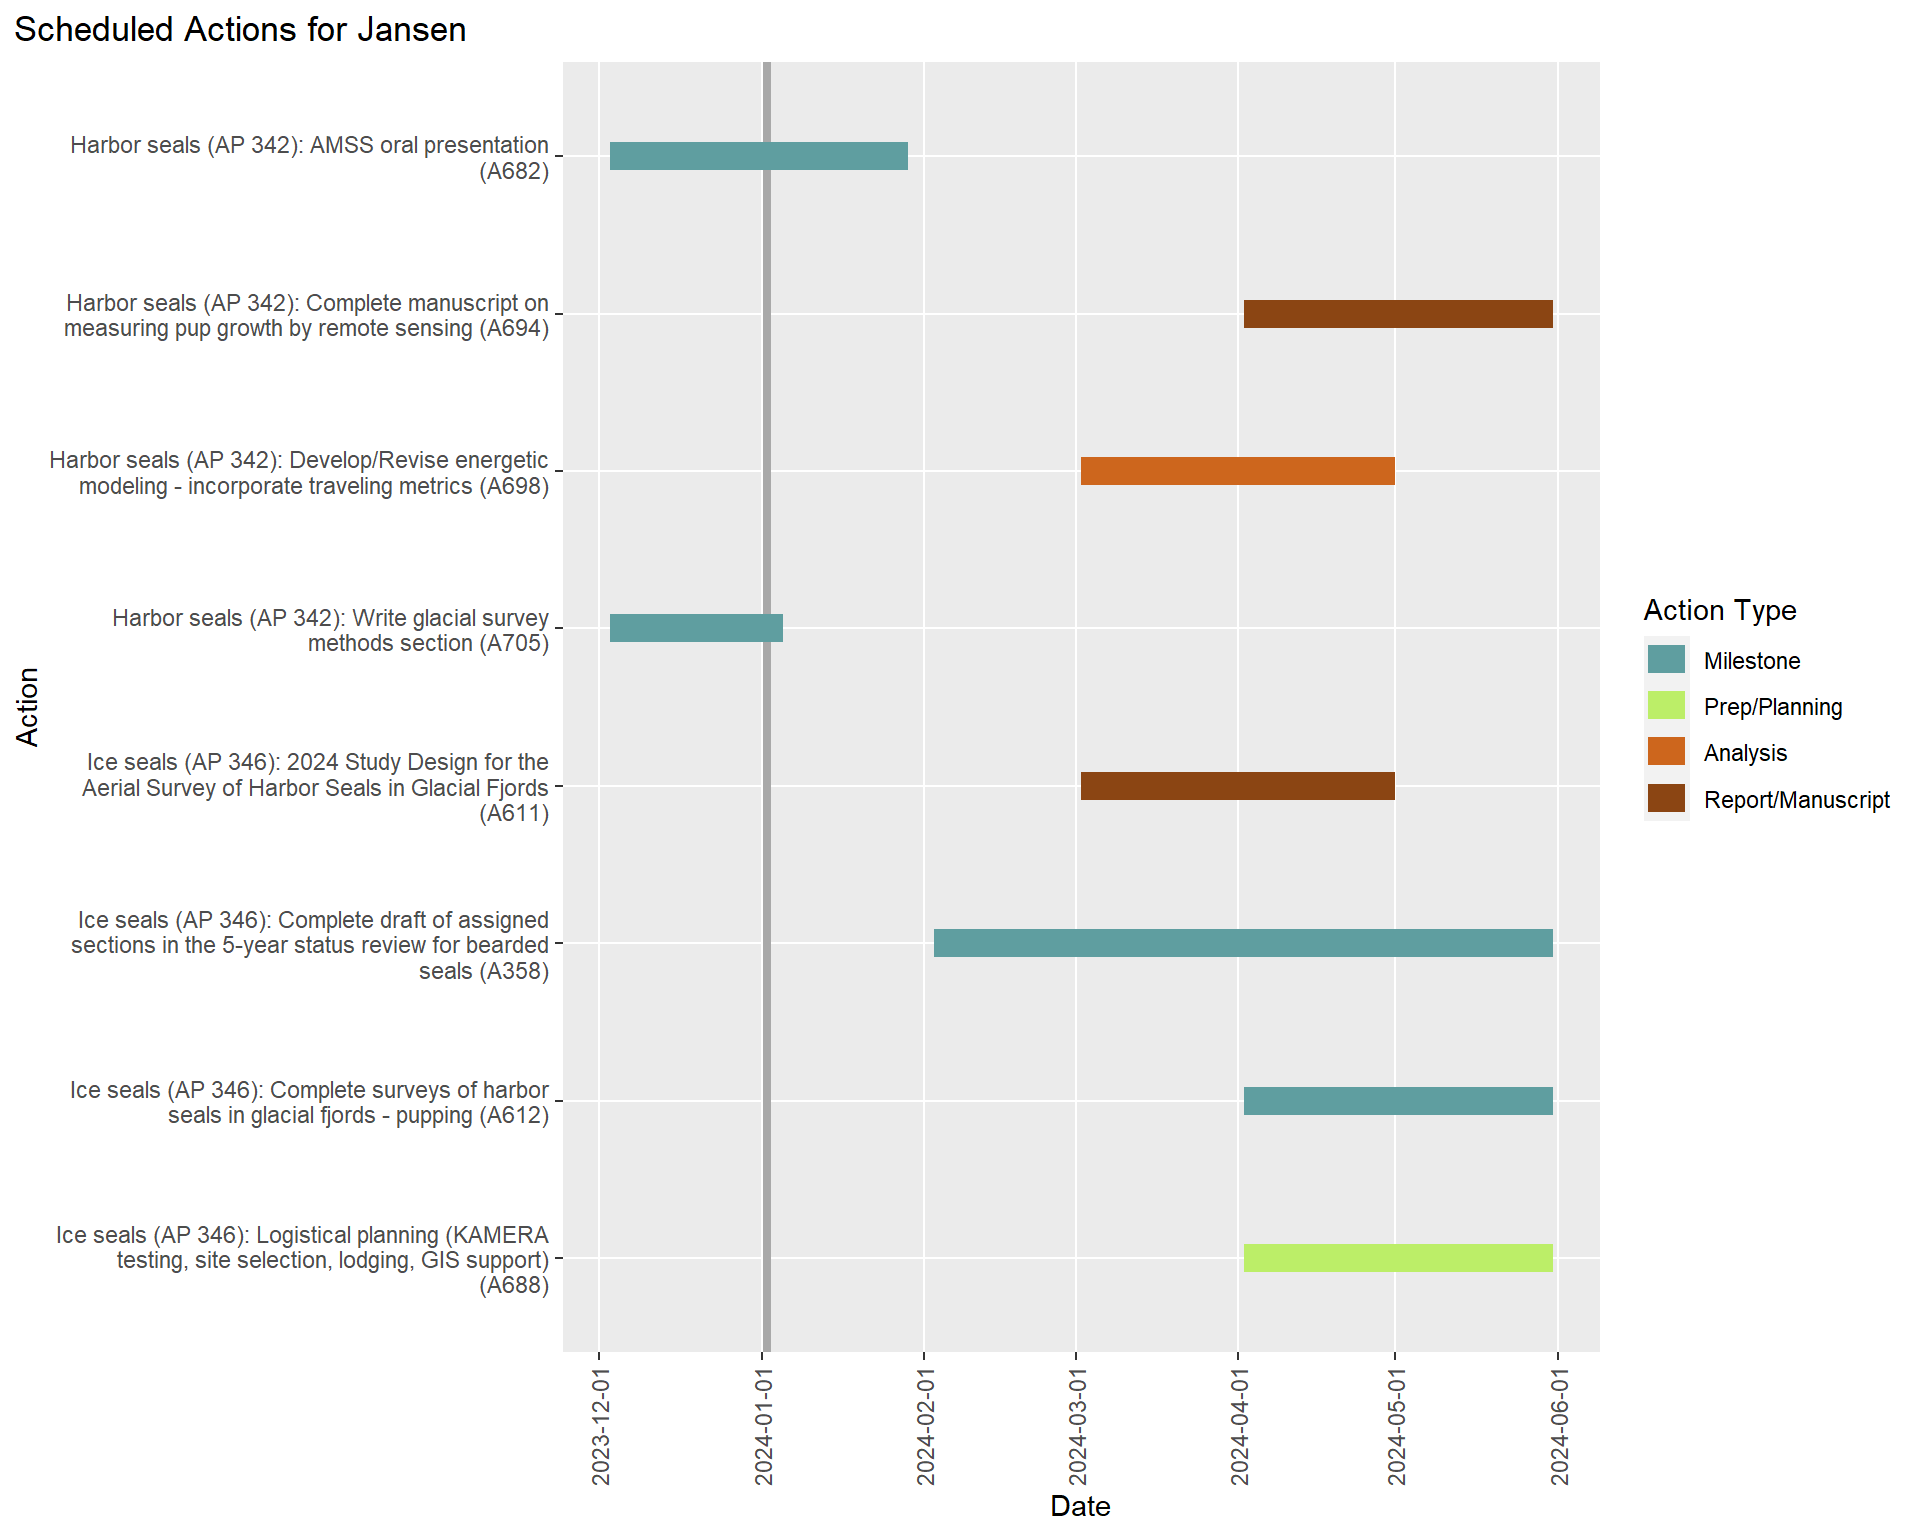 Scheduled Actions for Jansen
Harbor seals (AP 342): AMSS oral presentation
(A682)
Harbor seals (AP 342): Complete manuscript on
measuring pup growth by remote sensing (A694)
Harbor seals (AP 342): Develop/Revise energetic
modeling - incorporate traveling metrics (A698)
Harbor seals (AP 342): Write glacial survey
methods section (A705)
Ice seals (AP 346): 2024 Study Design for the
Aerial Survey of Harbor Seals in Glacial Fjords
(A611)
Ice seals (AP 346): Complete draft of assigned
sections in the 5-year status review for bearded
seals (A358)
Ice seals (AP 346): Complete surveys of harbor
seals in glacial fjords - pupping (A612)
Ice seals (AP 346): Logistical planning (KAMERA
testing, site selection, lodging, GIS support)
(A688)
Action
2023-12-01
2024-01-01
2024-02-01
2024-03-01
2024-04-01
2024-05-01
2024-06-01
Date
Action Type
Milestone
Prep/Planning
Analysis
Report/Manuscript